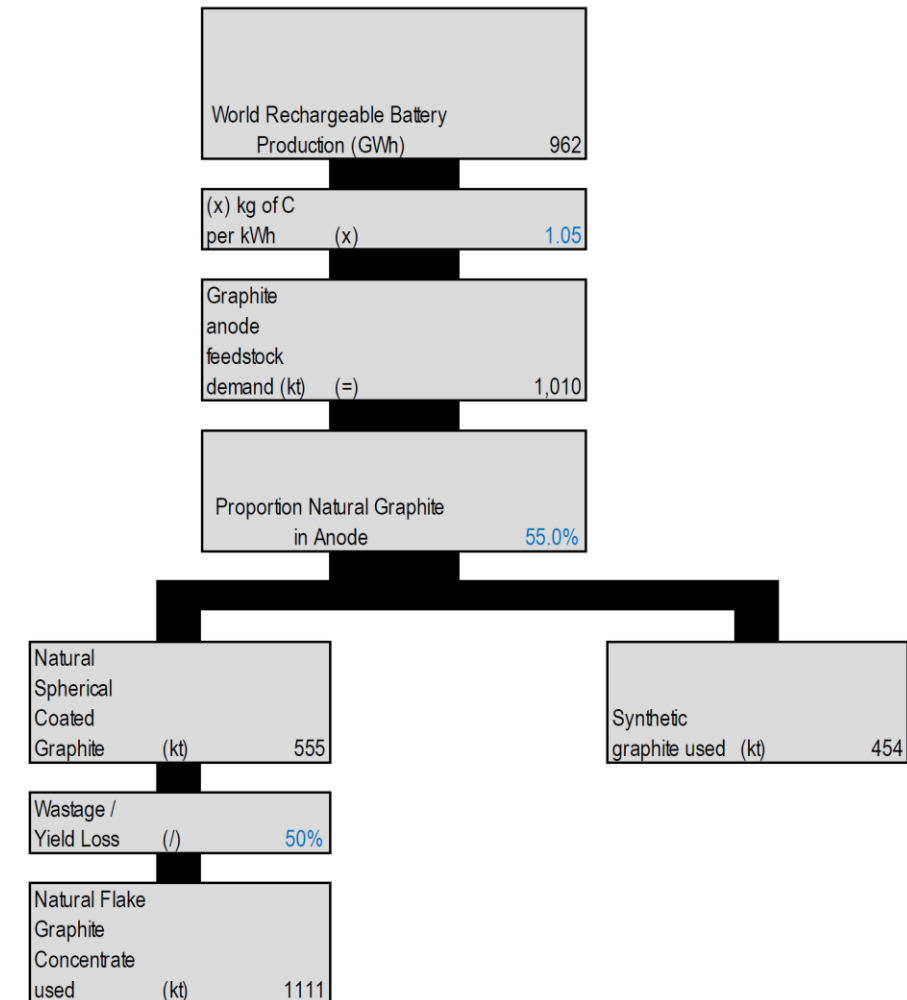 World Rechargeable Battery
Production (GWh) 962
(x) kg of C
per kWh (x) 1.05
Graphite
anode
feedstock
demand (kt) (=) 1,010
Proportion Natural Graphite
in Anode 55.0%
Natural
Spherical
Coated
Graphite (kt) 555
Synthetic
graphite used (kt) 454
Wastage /
Yield Loss (/) 50%
Natural Flake
Graphite
Concentrate
used (kt) 1111